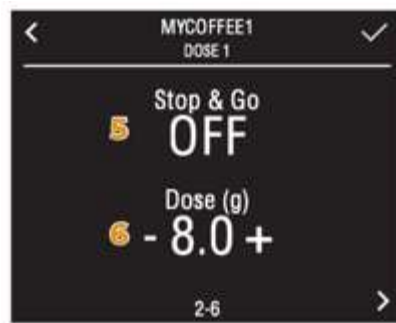 MYCOFFEE1
DOSE 1
Stop & Go
5 OFF
Dose (g)
6 - 8.0 +
2-6